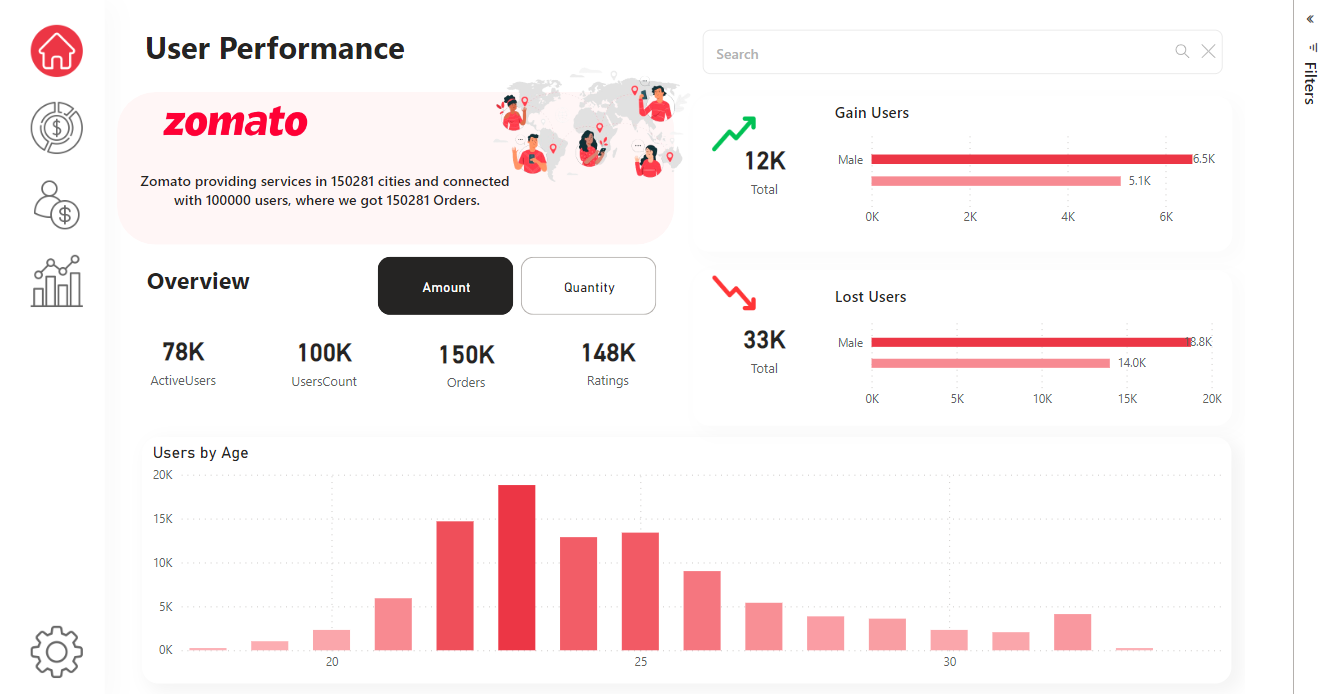 User Performance
Search
Filters
zomato
Zomato providing services in 150281 cities and connected
with 100000 users, where we got 150281 Orders.
Gain Users
12K
Total
Male
6.5K
5.1K
0K 2K 4K 6K
Overview
Amount
Quantity
78K
ActiveUsers
100K
UsersCount
150K
Orders
148K
Ratings
Lost Users
33K
Total
Male
18.8K
14.0K
0K 5K 10K 15K 20K
Users by Age
20K
15K
10K
5K
0K
20 25 30